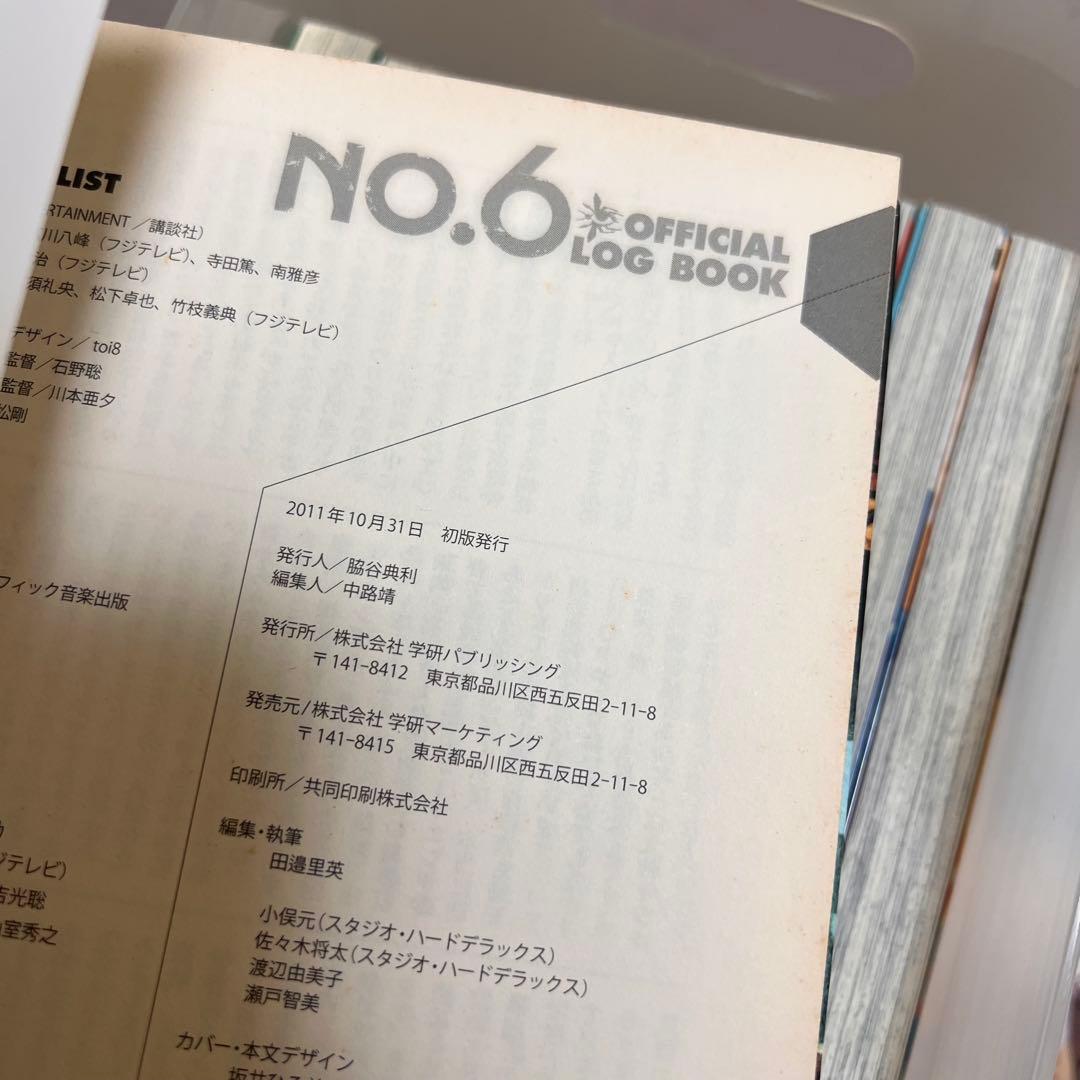 NO.6
OFFICIAL
LOG BOOK
LIST
RTAINMENT／講談社）
川八峰（フジテレビ）、寺田篤、南雅彦
治（フジテレビ）
須礼央、松下卓也、竹枝義典（フジテレビ）
デザイン／toi8
監督／石野聡
監督／川本亜夕
松剛
フィック音楽出版
ジテレビ）
吉光聡
室秀之
2011年10月31日　初版発行
発行人／脇谷典利
編集人／中路靖
発行所／株式会社 学研パブリッシング
〒141-8412　東京都品川区西五反田2-11-8
発売元/株式会社 学研マーケティング
〒141-8415　東京都品川区西五反田2-11-8
印刷所／共同印刷株式会社
編集・執筆
田邉里英
小俣元（スタジオ・ハードデラックス）
佐々木将太（スタジオ・ハードデラックス）
渡辺由美子
瀬戸智美
カバー・本文デザイン